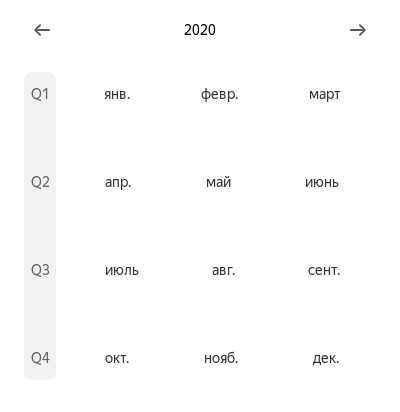 2020
Q1 янв. февр. март
Q2 апр. май июнь
Q3 июль авг. сент.
Q4 окт. нояб. дек.